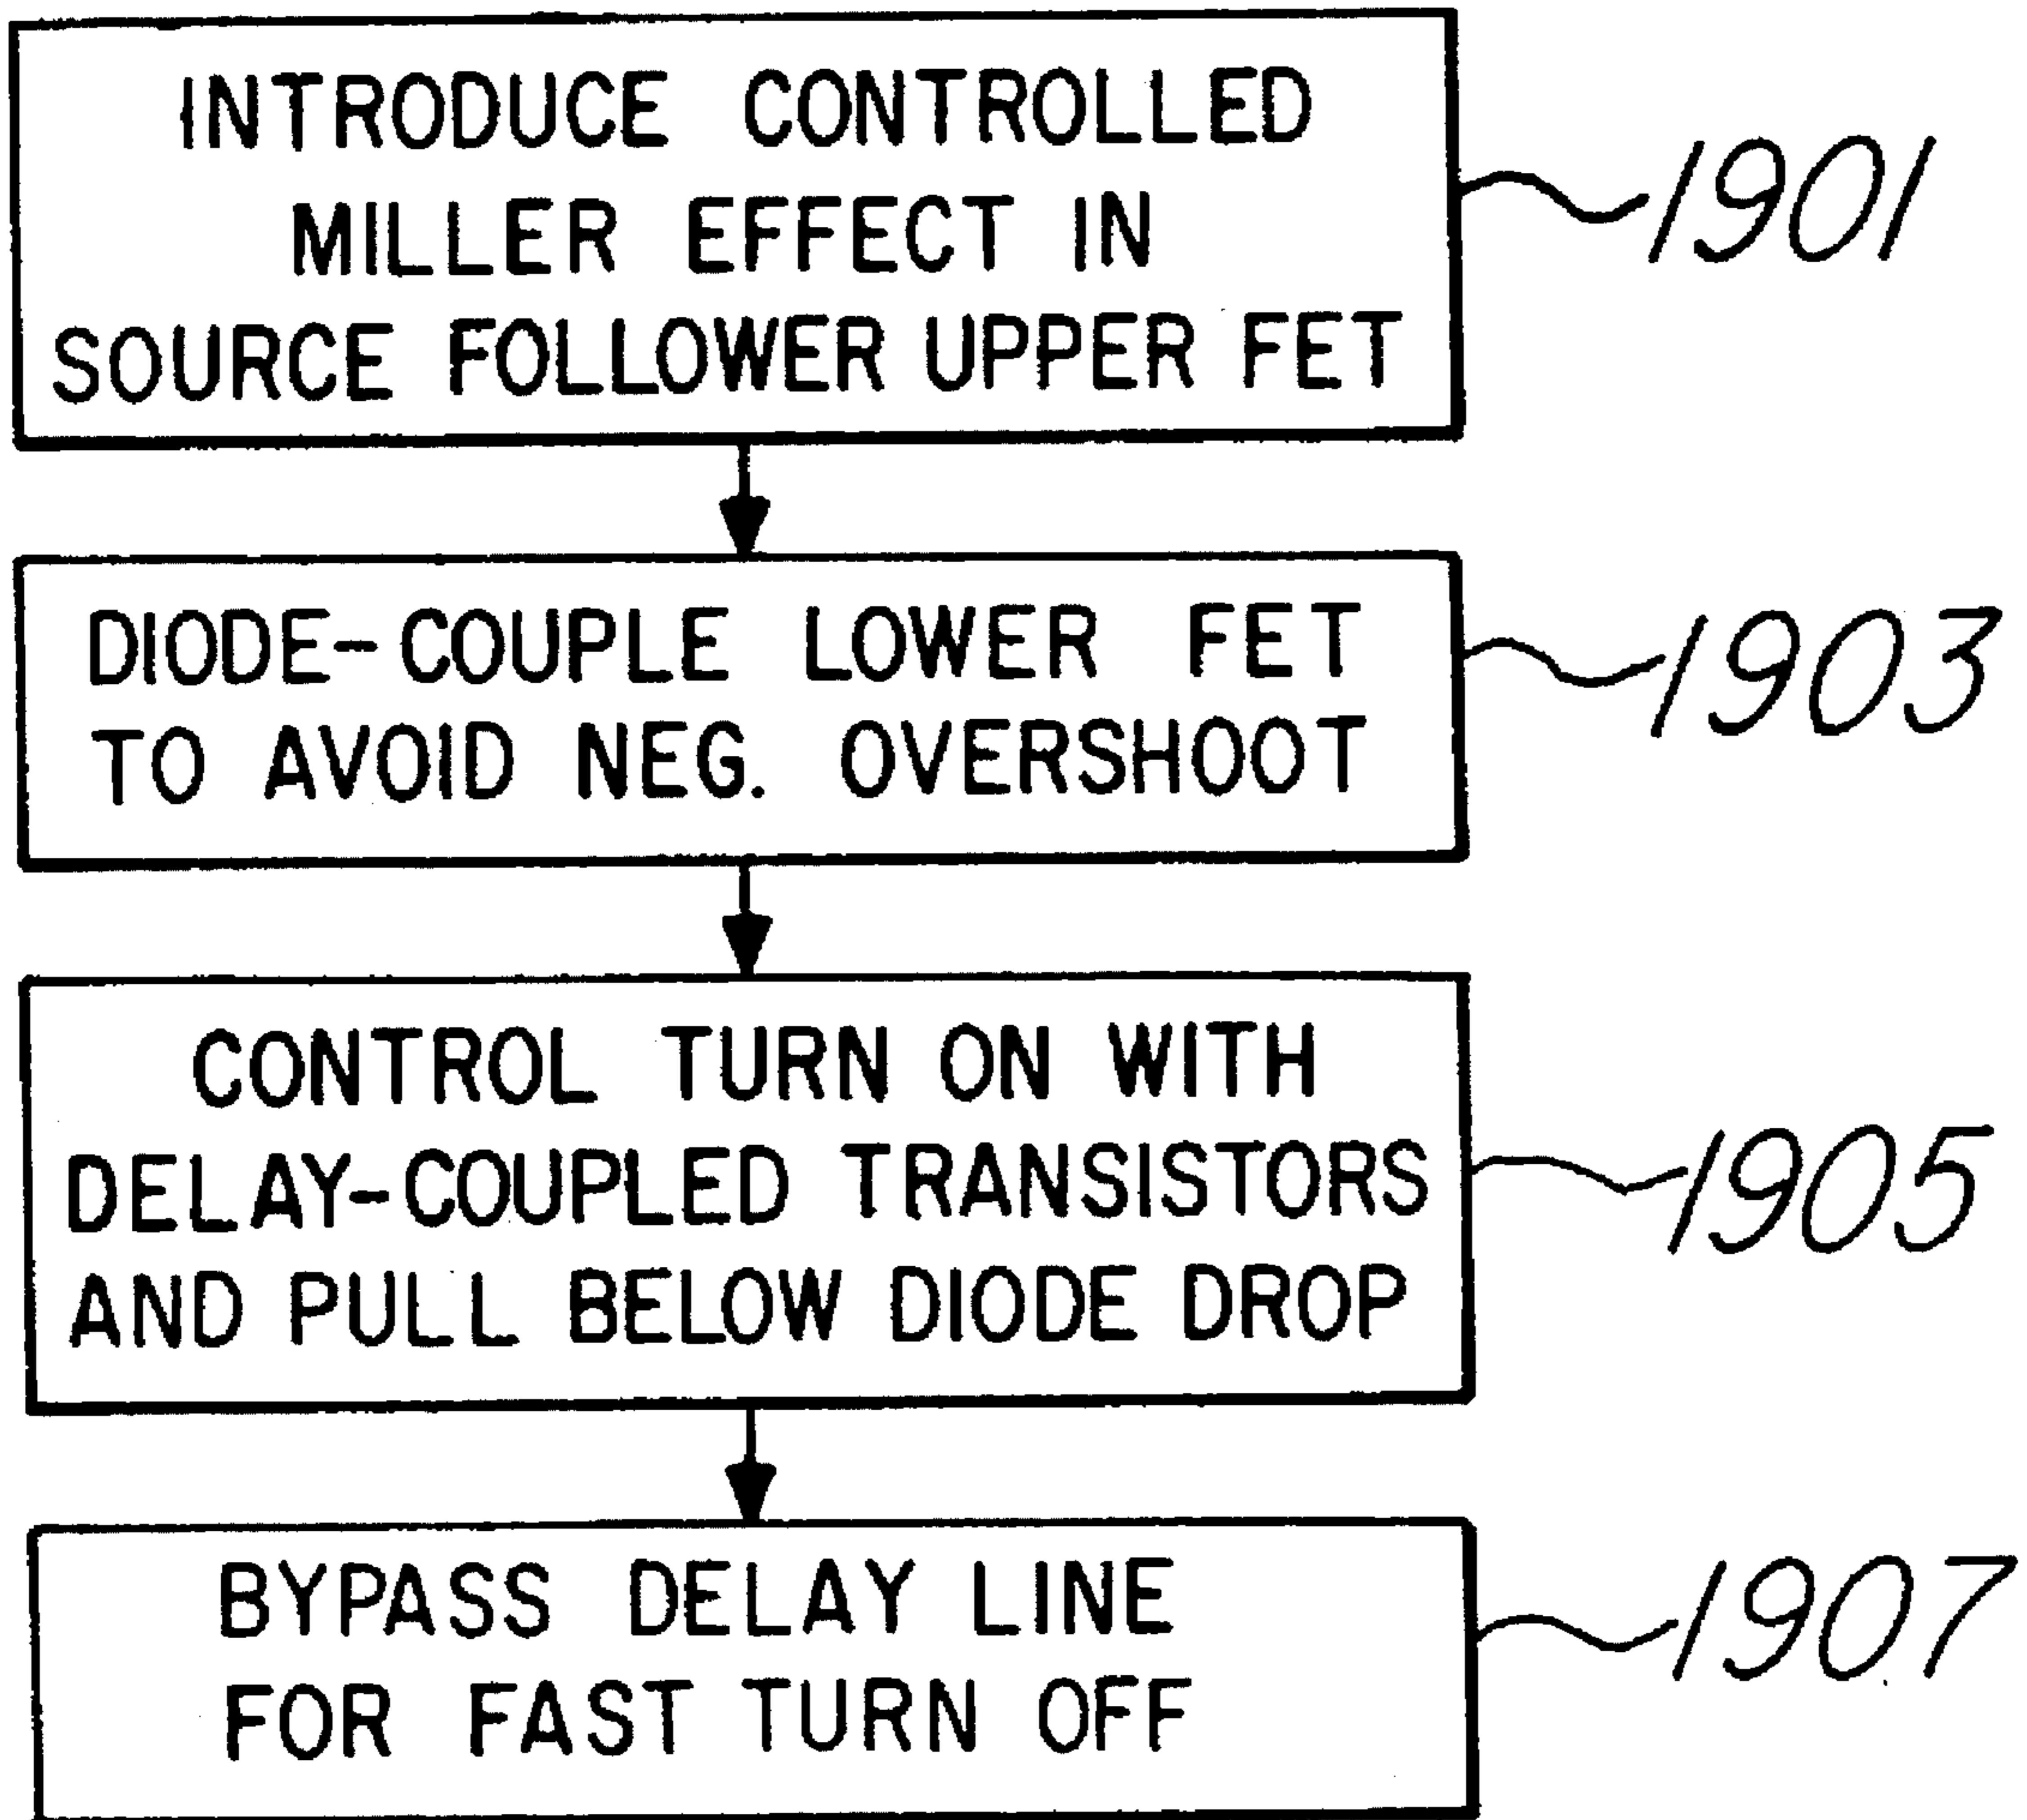 INTRODUCE CONTROLLED
MILLER EFFECT IN
SOURCE FOLLOWER UPPER FET
1901
DIODE-COUPLE LOWER FET
TO AVOID NEG. OVERSHOOT
1903
CONTROL TURN ON WITH
DELAY-COUPLED TRANSISTORS
AND PULL BELOW DIODE DROP
1905
BYPASS DELAY LINE
FOR FAST TURN OFF
1907